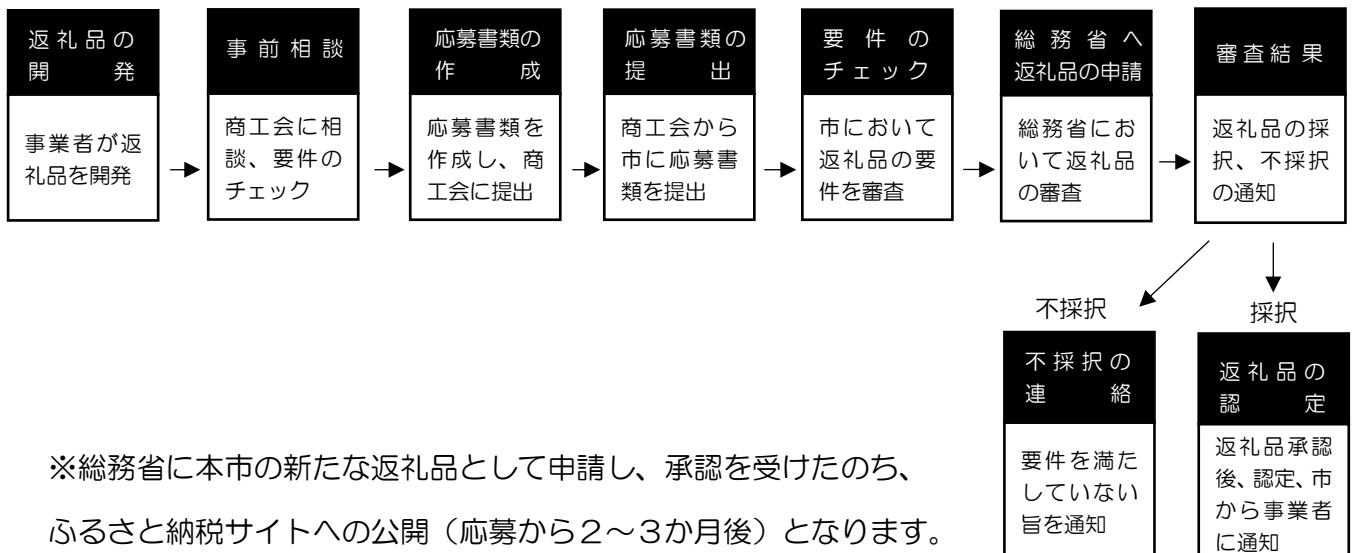 返礼品の
開発
事業者が返
礼品を開発
事前相談
商工会に相
談、要件の
チェック
応募書類の
作成
応募書類を
作成し、商
工会に提出
応募書類の
提出
商工会から
市に応募書
類を提出
要件の
チェック
市において
返礼品の要
件を審査
総務省へ
返礼品の申請
総務省にお
いて返礼品
の審査
審査結果
返礼品の採
択、不採択
の通知
不採択
不採択の
連絡
要件を満た
していない
旨を通知
採択
返礼品の
認定
返礼品承認
後、認定、市
から事業者
に通知
※総務省に本市の新たな返礼品として申請し、承認を受けたのち、
ふるさと納税サイトへの公開（応募から２～３か月後）となります。